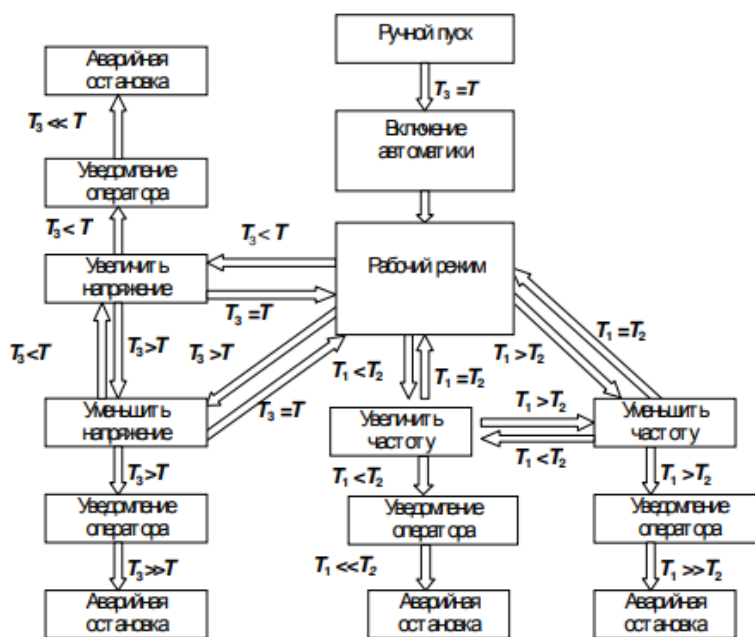 Ручной пуск
T₃ =T
Аварийная
остановка
T₃ ≪ T
Включение
автоматики
Уведомление
оператора
T₃ < T
T₃ < T
Рабочий режим
Увеличить
напряжение
T₃ =T
T₃<T
T₃>T
T₃ >T
T₁ <T₂
T₁ =T₂
T₁ >T₂
T₁ =T₂
T₃ =T
Уменьшить
напряжение
Увеличить
частоту
T₁ >T₂
T₁ <T₂
Уменьшить
частоту
T₃>T
T₁ <T₂
T₁ >T₂
Уведомление
оператора
Уведомление
оператора
Уведомление
оператора
T₃≫T
T₁ ≪T₂
T₁ ≫T₂
Аварийная
остановка
Аварийная
остановка
Аварийная
остановка